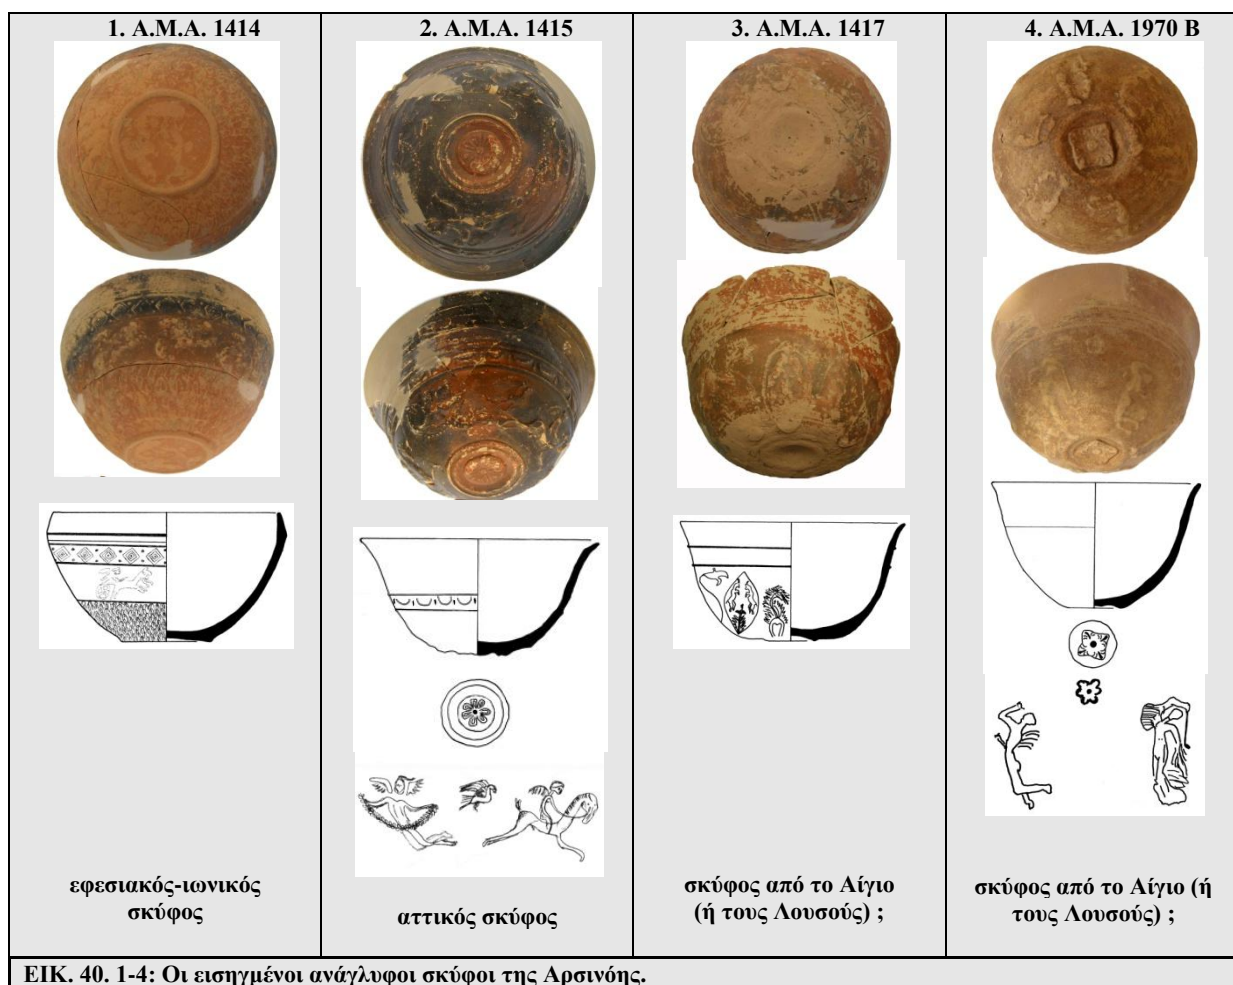 1. Α.Μ.Α. 1414
2. Α.Μ.Α. 1415
3. Α.Μ.Α. 1417
4. Α.Μ.Α. 1970 Β
εφεσιακός-ιωνικός
σκύφος
αττικός σκύφος
σκύφος από το Αίγιο
(ή τους Λουσούς) ;
σκύφος από το Αίγιο (ή
τους Λουσούς) ;
ΕΙΚ. 40. 1-4: Οι εισηγμένοι ανάγλυφοι σκύφοι της Αρσινόης.